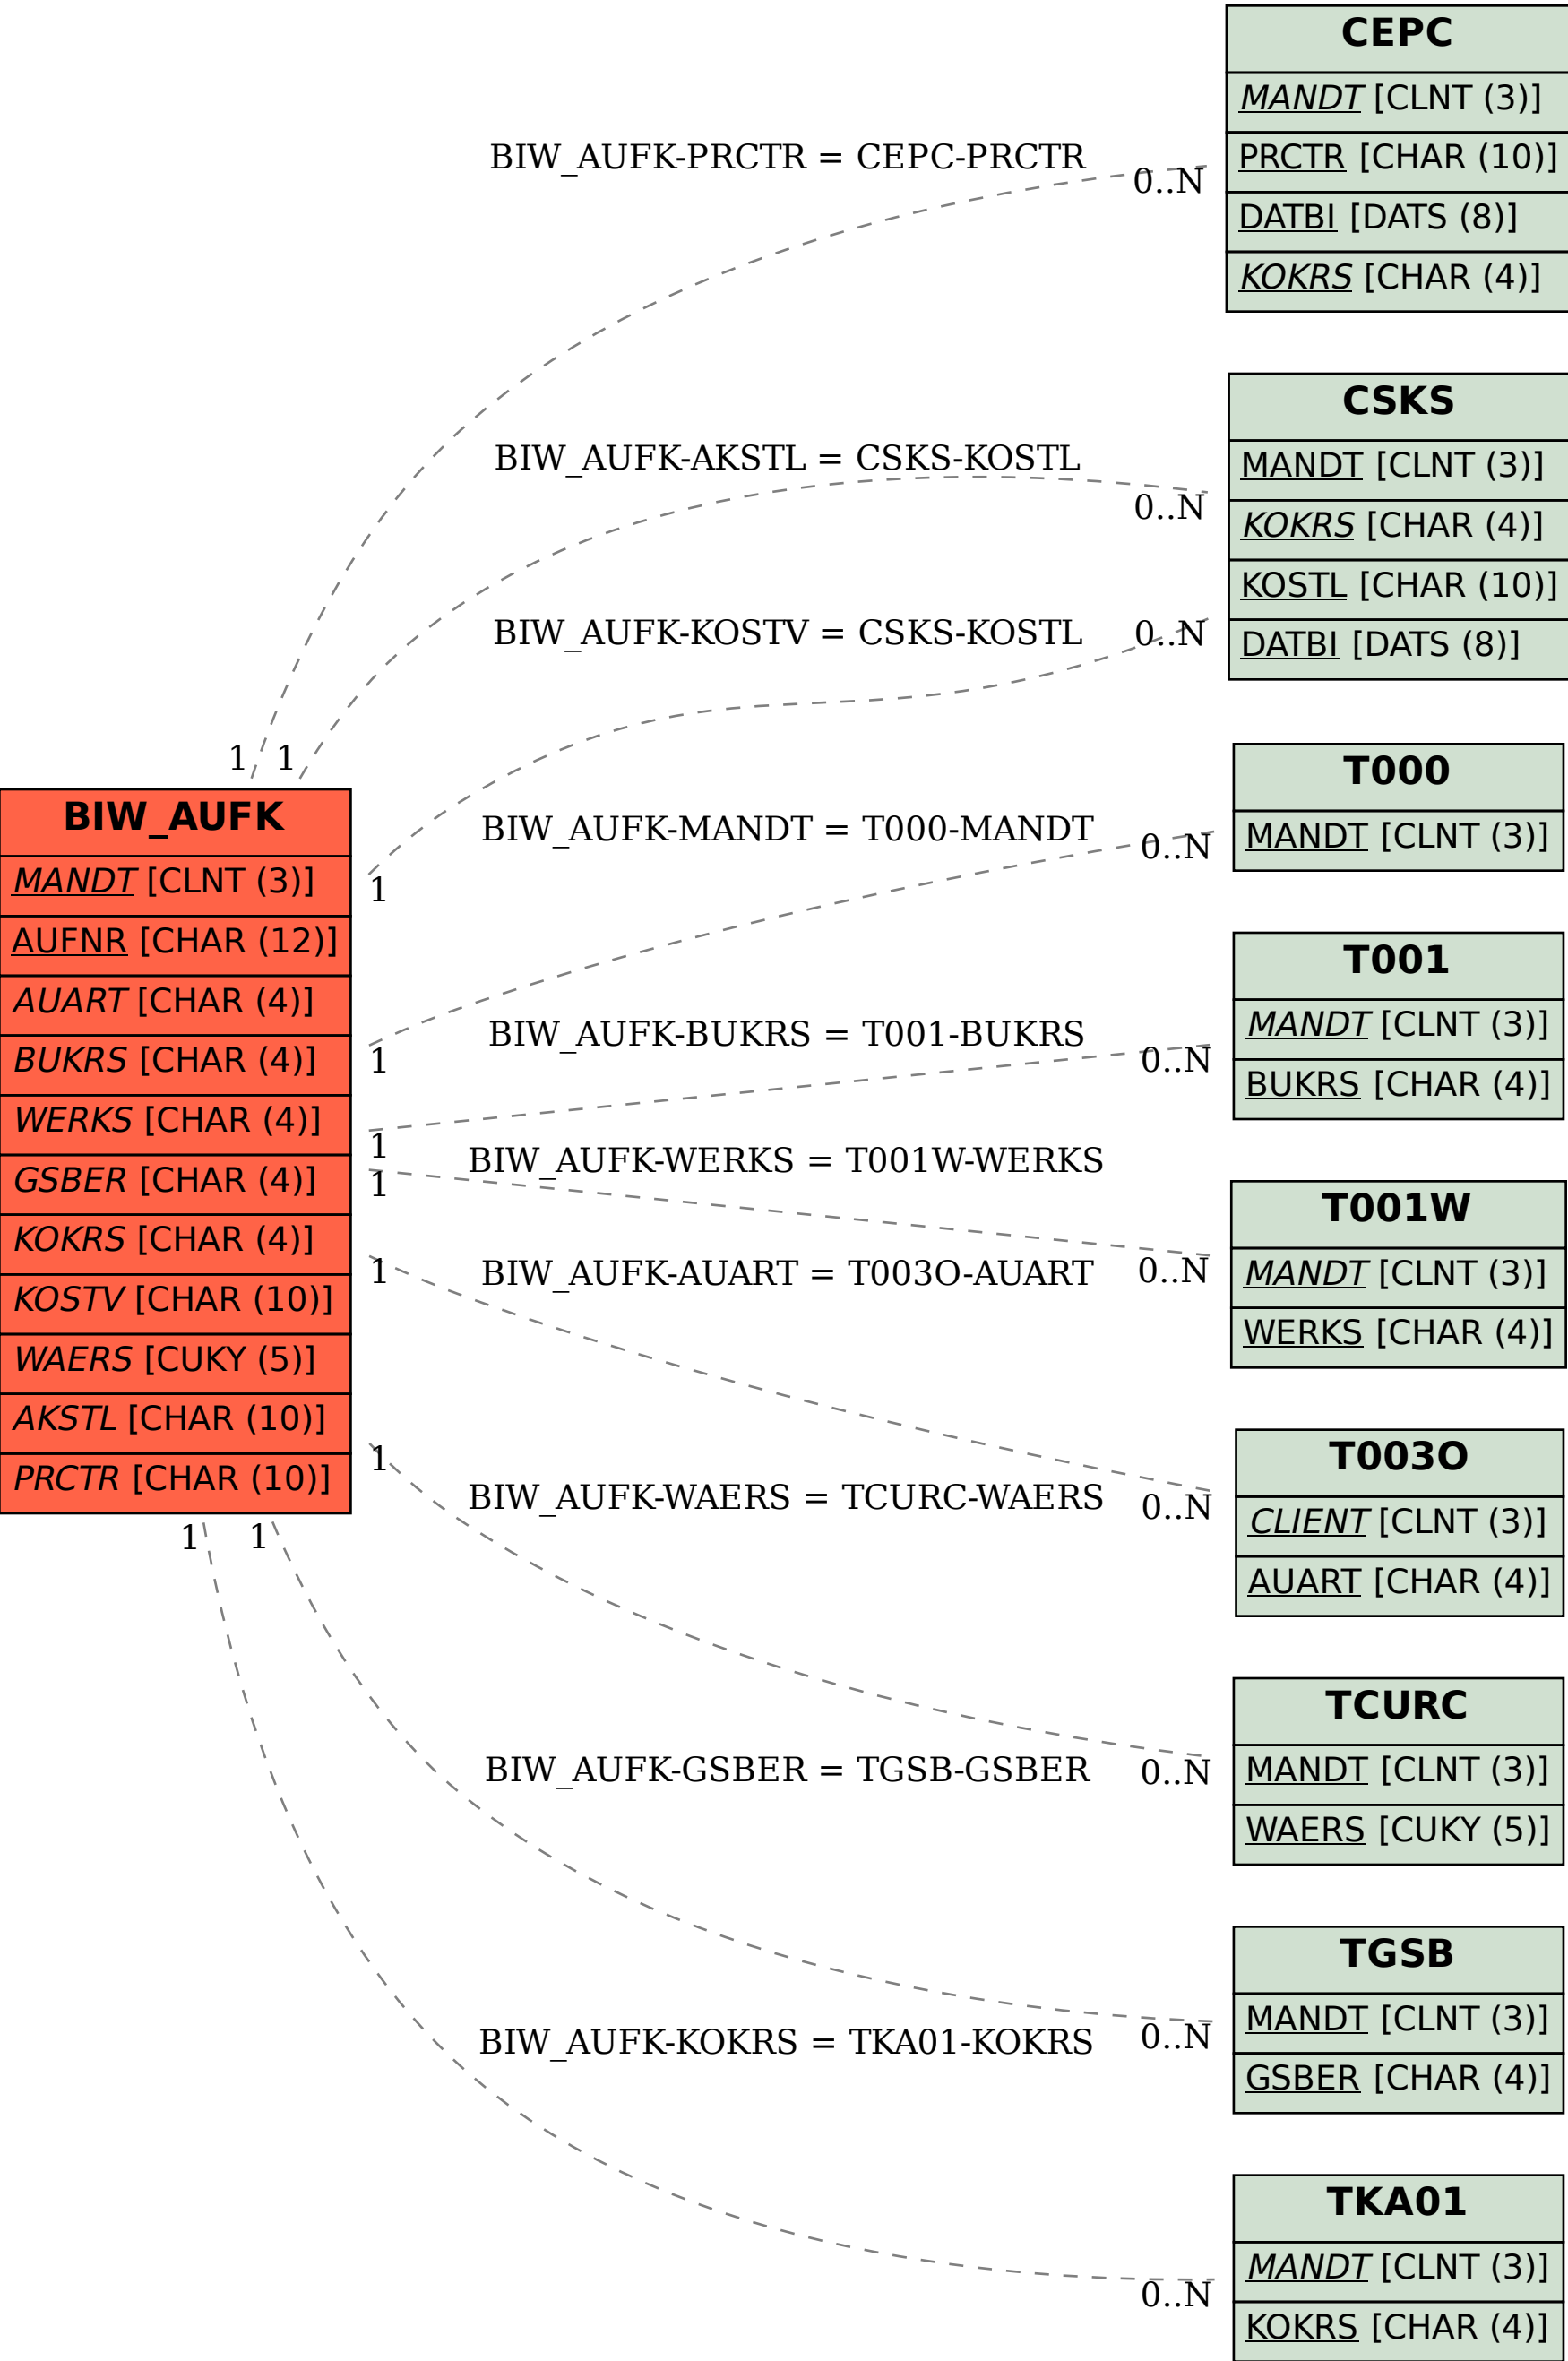 CEPC
MANDT [CLNT (3)]
PRCTR [CHAR (10)]
DATBI [DATS (8)]
KOKRS [CHAR (4)]
BIW_AUFK-PRCTR = CEPC-PRCTR
0..N
1
CSKS
MANDT [CLNT (3)]
KOKRS [CHAR (4)]
KOSTL [CHAR (10)]
DATBI [DATS (8)]
BIW_AUFK-AKSTL = CSKS-KOSTL
0..N
1
BIW_AUFK-KOSTV = CSKS-KOSTL
0..N
1
BIW_AUFK
MANDT [CLNT (3)]
AUFNR [CHAR (12)]
AUART [CHAR (4)]
BUKRS [CHAR (4)]
WERKS [CHAR (4)]
GSBER [CHAR (4)]
KOKRS [CHAR (4)]
KOSTV [CHAR (10)]
WAERS [CUKY (5)]
AKSTL [CHAR (10)]
PRCTR [CHAR (10)]
T000
MANDT [CLNT (3)]
BIW_AUFK-MANDT = T000-MANDT
0..N
1
T001
MANDT [CLNT (3)]
BUKRS [CHAR (4)]
BIW_AUFK-BUKRS = T001-BUKRS
0..N
1
T001W
MANDT [CLNT (3)]
WERKS [CHAR (4)]
BIW_AUFK-WERKS = T001W-WERKS
0..N
1
T003O
CLIENT [CLNT (3)]
AUART [CHAR (4)]
BIW_AUFK-AUART = T003O-AUART
0..N
1
TCURC
MANDT [CLNT (3)]
WAERS [CUKY (5)]
BIW_AUFK-WAERS = TCURC-WAERS
0..N
1
TGSB
MANDT [CLNT (3)]
GSBER [CHAR (4)]
BIW_AUFK-GSBER = TGSB-GSBER
0..N
1
TKA01
MANDT [CLNT (3)]
KOKRS [CHAR (4)]
BIW_AUFK-KOKRS = TKA01-KOKRS
0..N
1